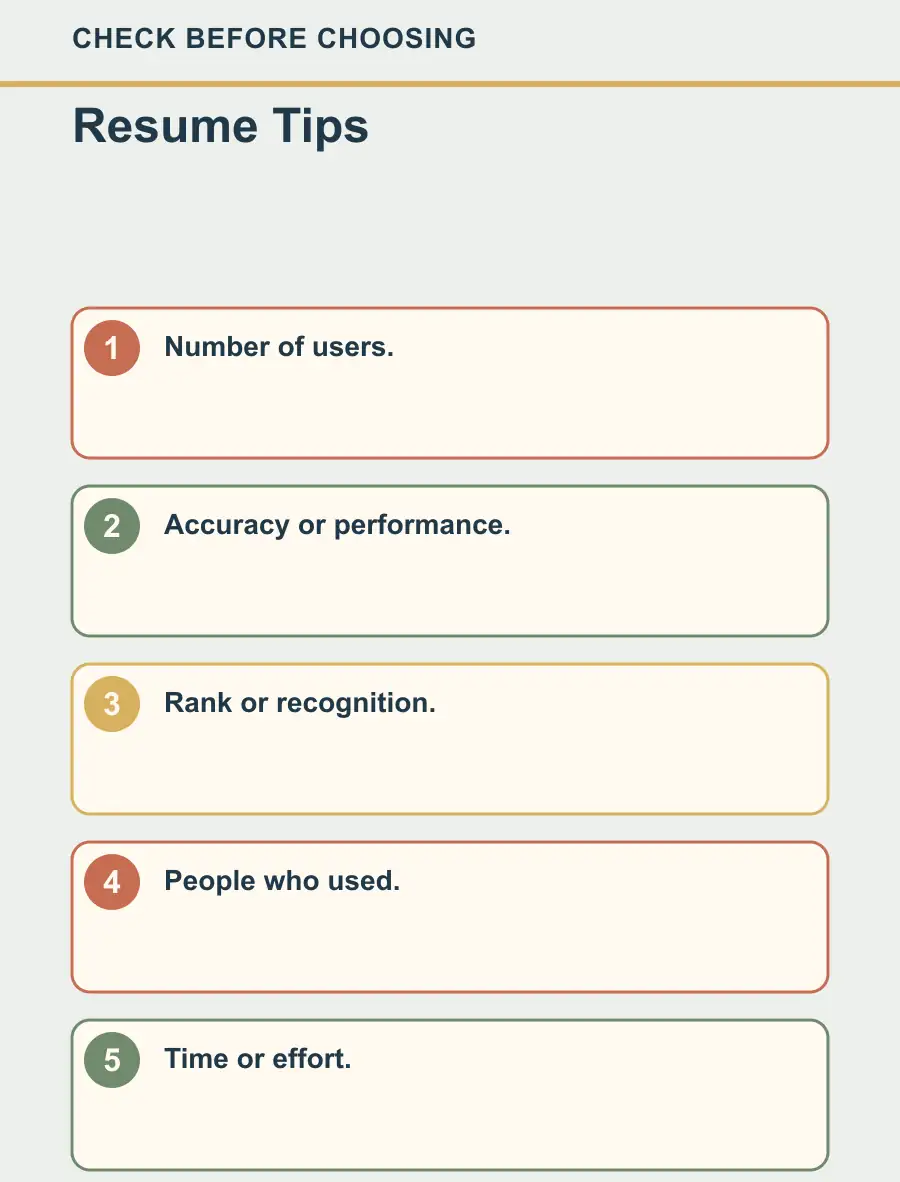 CHECK BEFORE CHOOSING
Resume Tips
1 Number of users.
2 Accuracy or performance.
3 Rank or recognition.
4 People who used.
5 Time or effort.